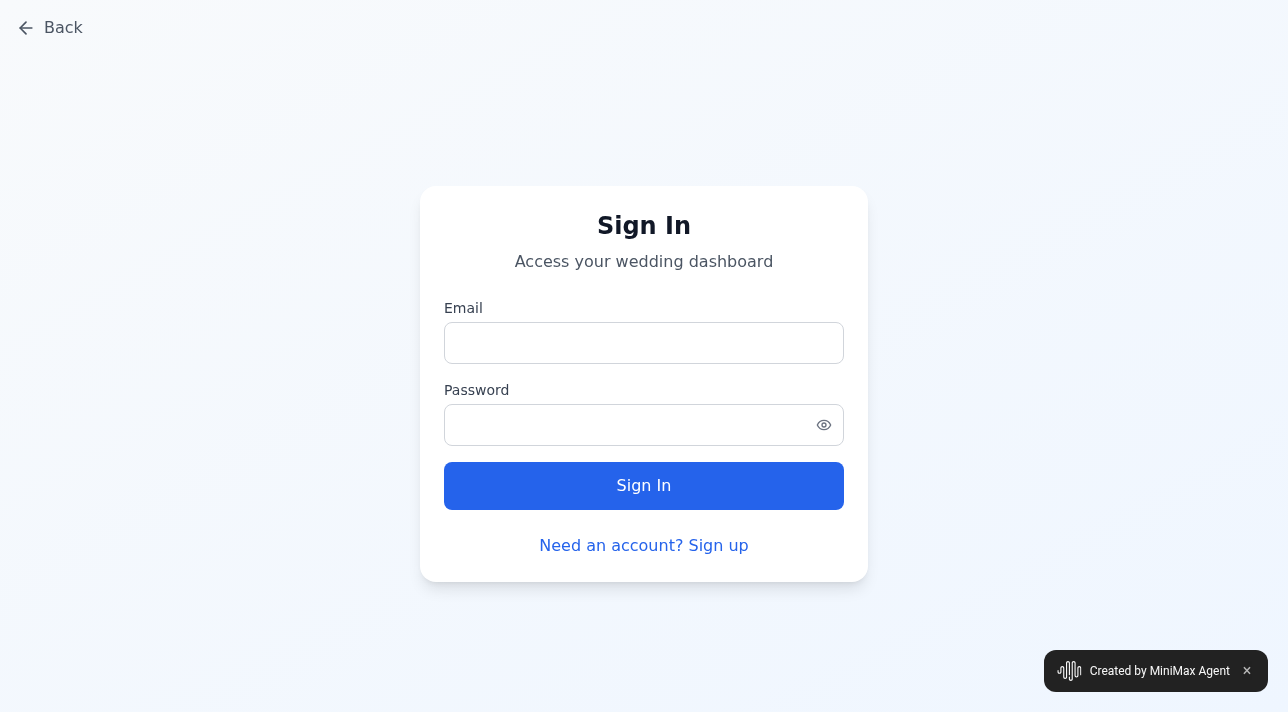 Back
Sign In
Access your wedding dashboard
Email
Password
Sign In
Need an account? Sign up
Created by MiniMax Agent